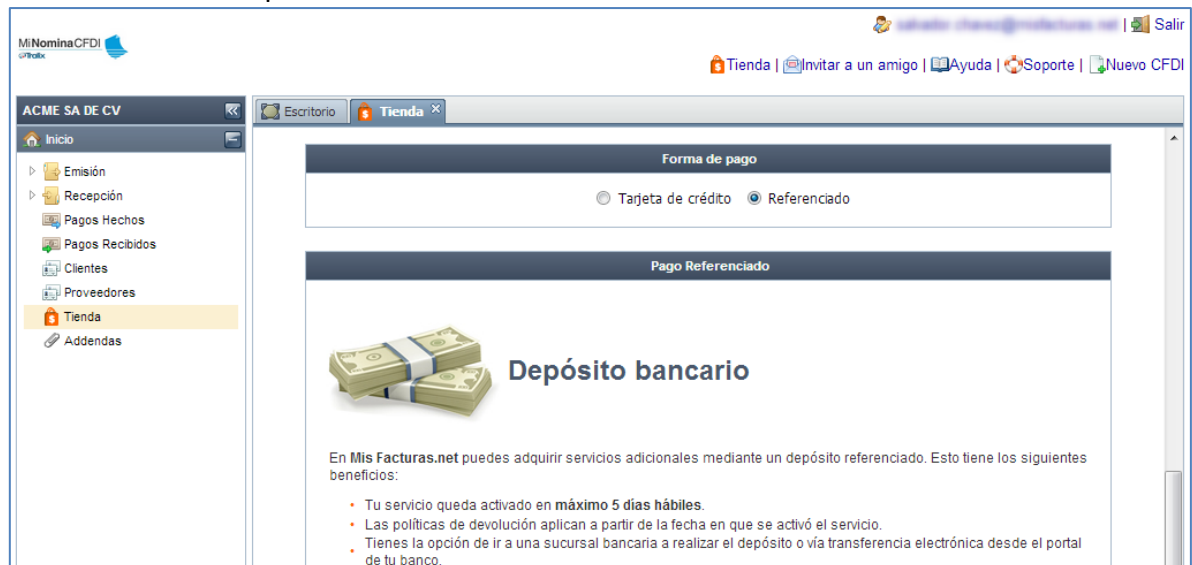 Salir
MiNominaCFDI
Tralix
Tienda | Invitar a un amigo | Ayuda | Soporte | Nuevo CFDI
ACME SA DE CV
Escritorio
Tienda
Inicio
Emisión
Recepción
Pagos Hechos
Pagos Recibidos
Clientes
Proveedores
Tienda
Addendas
Forma de pago
Tarjeta de crédito
Referenciado
Pago Referenciado
Depósito bancario
En Mis Facturas.net puedes adquirir servicios adicionales mediante un depósito referenciado. Esto tiene los siguientes
beneficios:
• Tu servicio queda activado en máximo 5 días hábiles.
• Las políticas de devolución aplican a partir de la fecha en que se activó el servicio.
• Tienes la opción de ir a una sucursal bancaria a realizar el depósito o vía transferencia electrónica desde el portal
de tu banco.